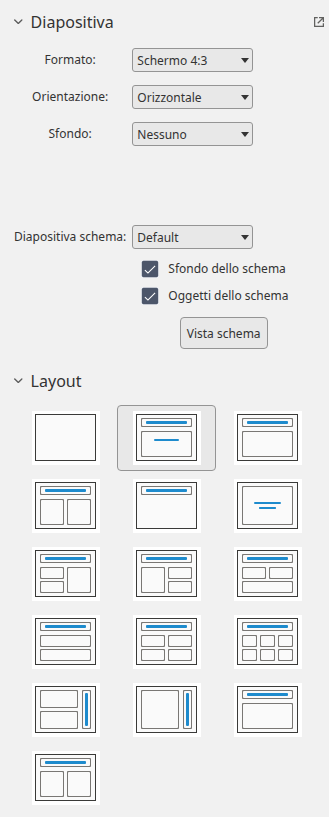 Diapositiva
Formato: Schermo 4:3
Orientazione: Orizzontale
Sfondo: Nessuno
Diapositiva schema: Default
Sfondo dello schema
Oggetti dello schema
Vista schema
Layout